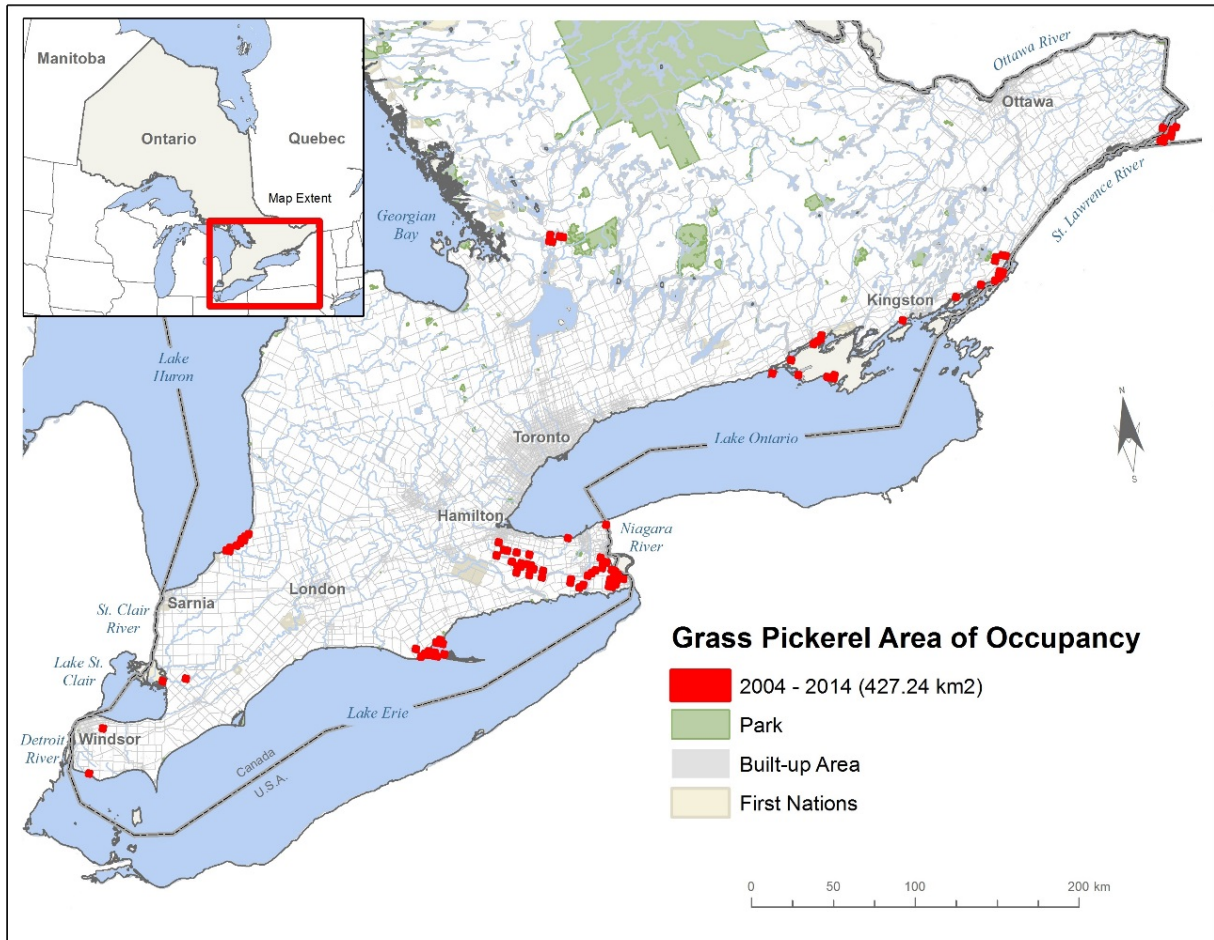 Manitoba
Ontario
Quebec
Map Extent
Ottawa River
Ottawa
St. Lawrence River
Georgian
Bay
Kingston
Lake
Huron
Toronto
Lake Ontario
N
S
Hamilton
Niagara
River
London
Sarnia
St. Clair
River
Lake St.
Clair
Lake Erie
Windsor
Detroit
River
Canada
U.S.A.
Grass Pickerel Area of Occupancy
2004 - 2014 (427.24 km2)
Park
Built-up Area
First Nations
0 50 100 200 km